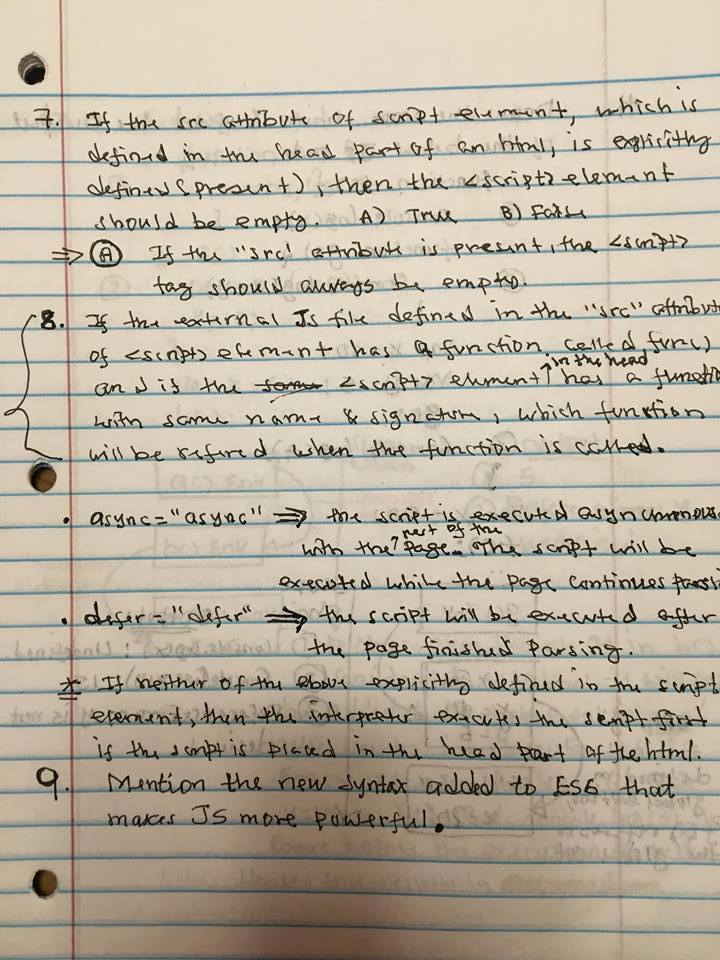 7. If the src attribute of script element, which is
defined in the head part of an html, is explicitly
defined (present), then the <script> element
should be empty. A) True B) False
⇒ Ⓐ If the "src' attribute is present, the <script>
tag should always be empty.
8. If the external Js file defined in the "src" attribut
of <script> element has a function called func()
in the head
and if the <script> element↑ has a functio
with same name & signature, which function
will be refered when the function is called.
• async="async" ⇒ the script is executed asynchronous
rest of the
with the ↑ page. The script will be
executed while the page continues parsi
• defer="defer" ⇒ the script will be executed after
the page finished parsing.
* If neither of the above explicitly defined in the script
element, then the interpreter executes the script first
if the script is placed in the head part of the html.
9. Mention the new syntax added to ES6 that
makes JS more powerful.